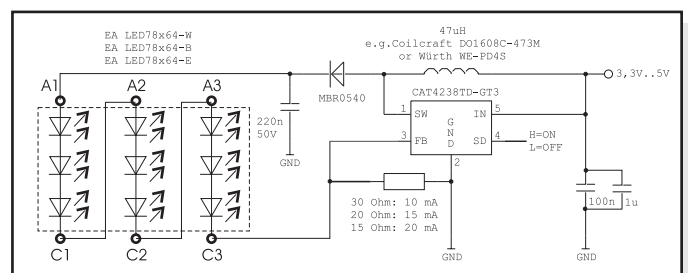 EA LED78x64-W
EA LED78x64-B
EA LED78x64-E
47uH
e.g.Coilcraft DO1608C-473M
or Würth WE-PD4S
A1
A2
A3
MBR0540
3,3V..5V
CAT4238TD-GT3
220n
50V
GND
1
SW
IN
5
3
FB
GND
SD
4
H=ON
L=OFF
2
30 Ohm: 10 mA
20 Ohm: 15 mA
15 Ohm: 20 mA
100n
1u
C1
C2
C3
GND
GND